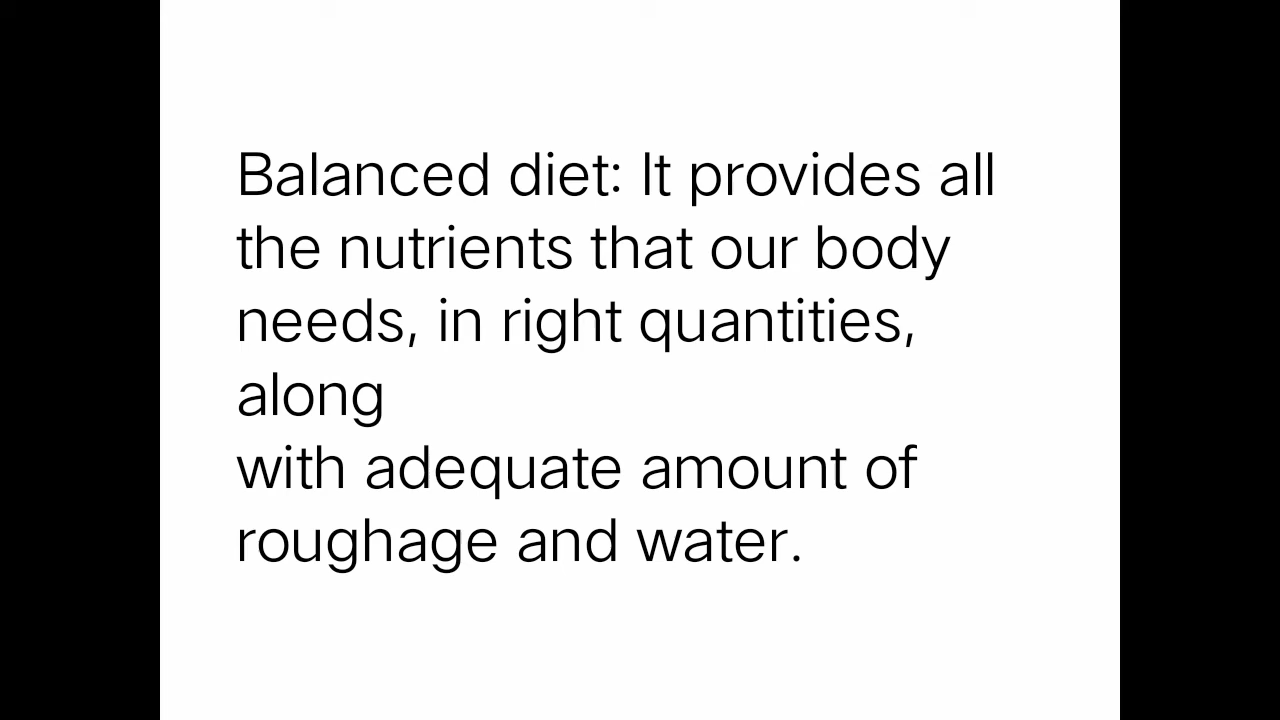 Balanced diet: It provides all
the nutrients that our body
needs, in right quantities,
along
with adequate amount of
roughage and water.